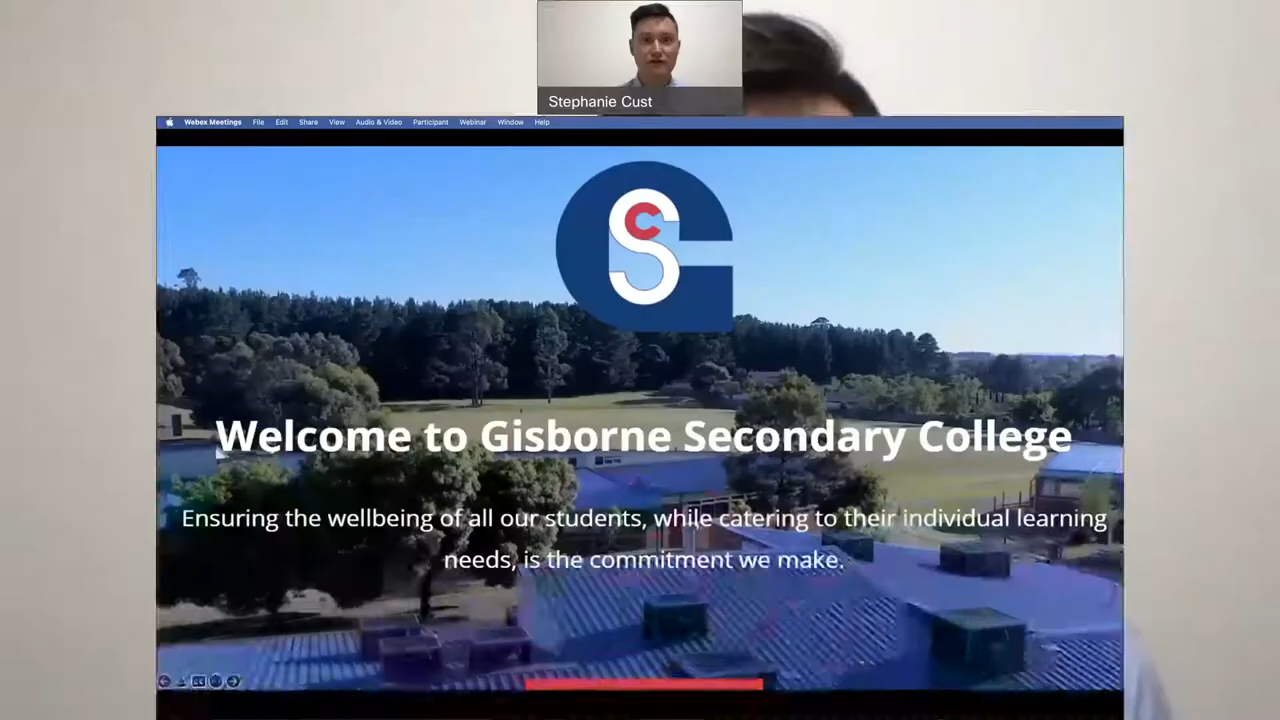 Stephanie Cust
Webex Meetings File Edit Share View Audio & Video Participant Webinar Window Help
GSC
Welcome to Gisborne Secondary College
Ensuring the wellbeing of all our students, while catering to their individual learning
needs, is the commitment we make.